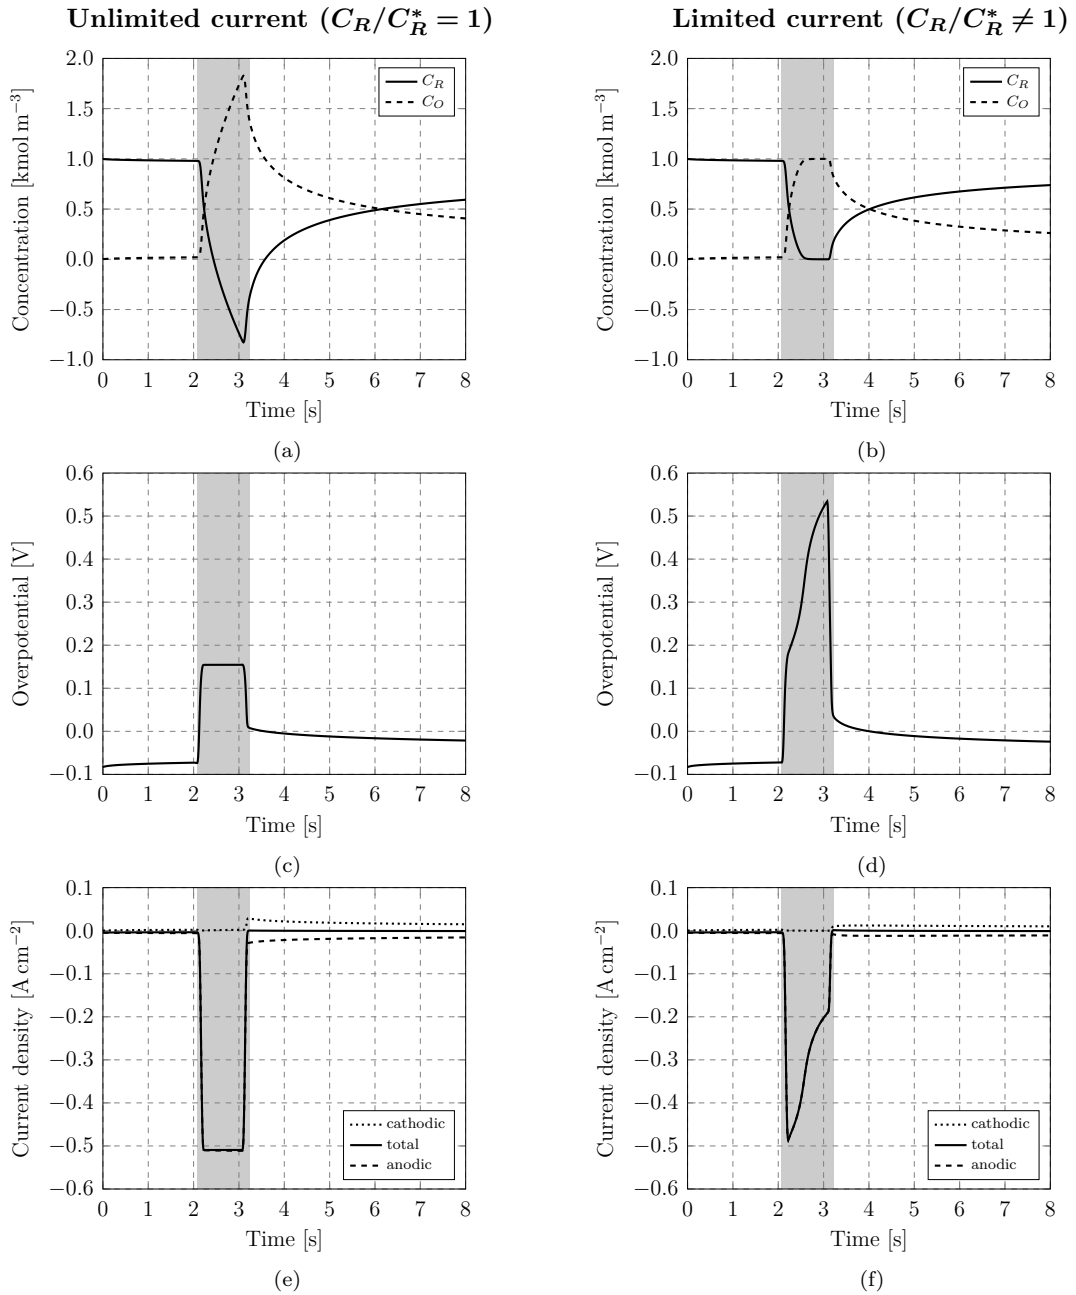 Unlimited current (C_R/C_R^* = 1)
Limited current (C_R/C_R^* ≠ 1)
2.0
1.5
1.0
0.5
0.0
−0.5
−1.0
Concentration [kmol m⁻³]
C_R
C_O
0 1 2 3 4 5 6 7 8
Time [s]
(a)
2.0
1.5
1.0
0.5
0.0
−0.5
−1.0
Concentration [kmol m⁻³]
C_R
C_O
0 1 2 3 4 5 6 7 8
Time [s]
(b)
0.6
0.5
0.4
0.3
0.2
0.1
0.0
−0.1
Overpotential [V]
0 1 2 3 4 5 6 7 8
Time [s]
(c)
0.6
0.5
0.4
0.3
0.2
0.1
0.0
−0.1
Overpotential [V]
0 1 2 3 4 5 6 7 8
Time [s]
(d)
0.1
0.0
−0.1
−0.2
−0.3
−0.4
−0.5
−0.6
Current density [A cm⁻²]
cathodic
total
anodic
0 1 2 3 4 5 6 7 8
Time [s]
(e)
0.1
0.0
−0.1
−0.2
−0.3
−0.4
−0.5
−0.6
Current density [A cm⁻²]
cathodic
total
anodic
0 1 2 3 4 5 6 7 8
Time [s]
(f)